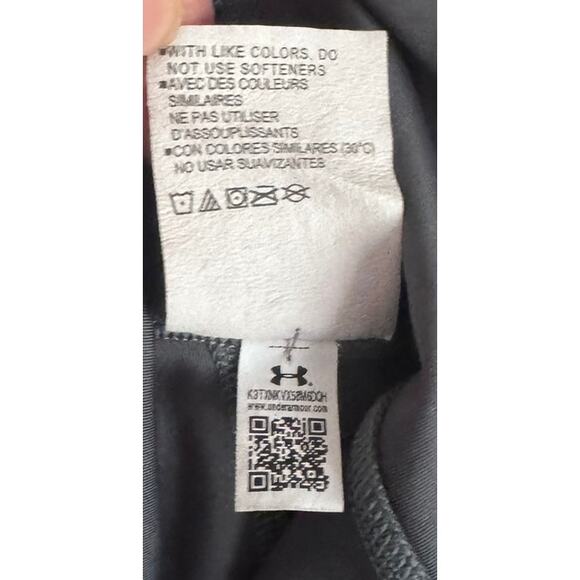 ▪WITH LIKE COLORS, DO
NOT USE SOFTENERS
▪AVEC DES COULEURS
SIMILAIRES
NE PAS UTILISER
D'ASSOUPLISSANTS
▪CON COLORES SIMILARES (30°C)
NO USAR SUAVIZANTES
www.underarmour.com